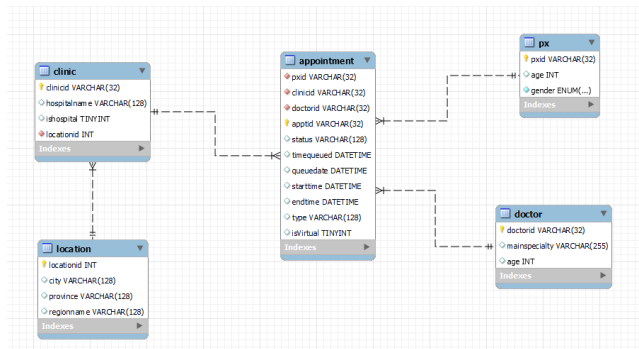 clinic
clinicid VARCHAR(32)
hospitalname VARCHAR(128)
ishospital TINYINT
locationid INT
Indexes
location
locationid INT
city VARCHAR(128)
province VARCHAR(128)
regionname VARCHAR(128)
Indexes
appointment
pxid VARCHAR(32)
clinicid VARCHAR(32)
doctorid VARCHAR(32)
apptid VARCHAR(32)
status VARCHAR(128)
timequeued DATETIME
queuedate DATETIME
starttime DATETIME
endtime DATETIME
type VARCHAR(128)
isVirtual TINYINT
Indexes
px
pxid VARCHAR(32)
age INT
gender ENUM(...)
Indexes
doctor
doctorid VARCHAR(32)
mainspecialty VARCHAR(255)
age INT
Indexes